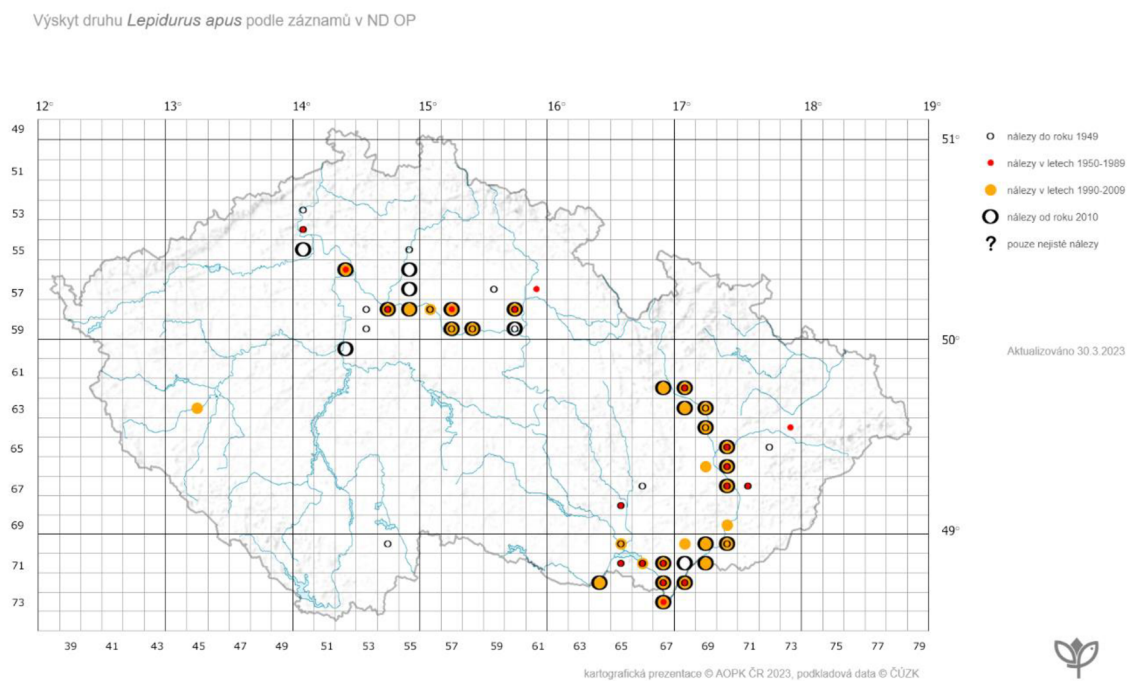 Výskyt druhu Lepidurus apus podle záznamů v ND OP
12° 13° 14° 15° 16° 17° 18° 19°
49
51
53
55
57
59
61
63
65
67
69
71
73
51°
50°
49°
39 41 43 45 47 49 51 53 55 57 59 61 63 65 67 69 71 73 75 77 79
nálezy do roku 1949
nálezy v letech 1950-1989
nálezy v letech 1990-2009
nálezy od roku 2010
? pouze nejisté nálezy
Aktualizováno 30.3.2023
kartografická prezentace © AOPK ČR 2023, podkladová data © ČÚZK